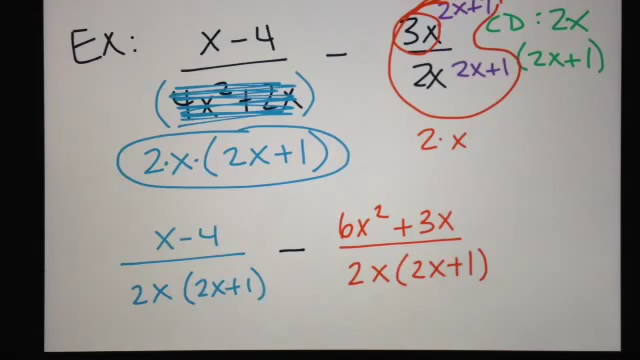 Ex: x-4 / (4x²+2x) - 3x 2x+1 / 2x 2x+1 CD: 2x (2x+1)
2·x·(2x+1) 2·x
x-4 / 2x(2x+1) - 6x²+3x / 2x(2x+1)